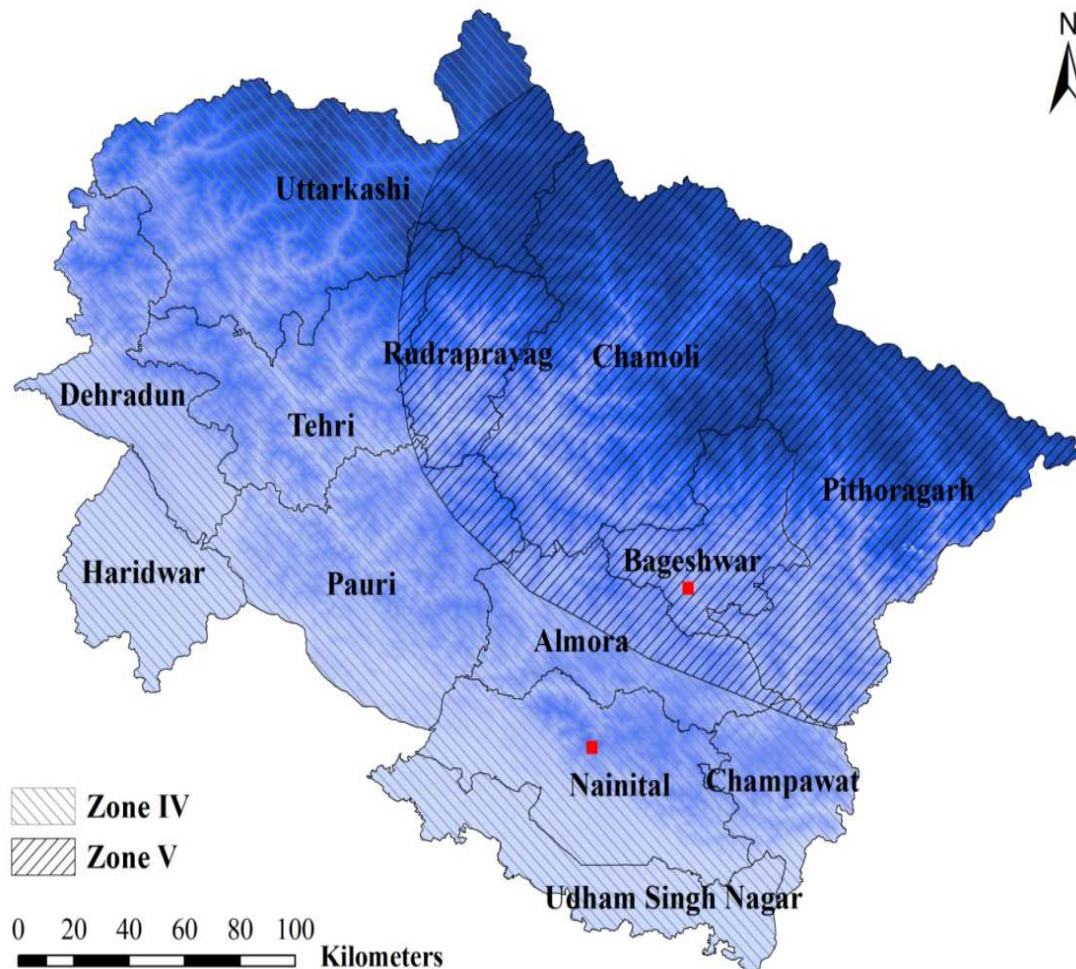 N
Uttarkashi
Rudraprayag
Chamoli
Dehradun
Tehri
Pithoragarh
Bageshwar
Haridwar
Pauri
Almora
Nainital
Champawat
Zone IV
Zone V
Udham Singh Nagar
0 20 40 60 80 100
Kilometers